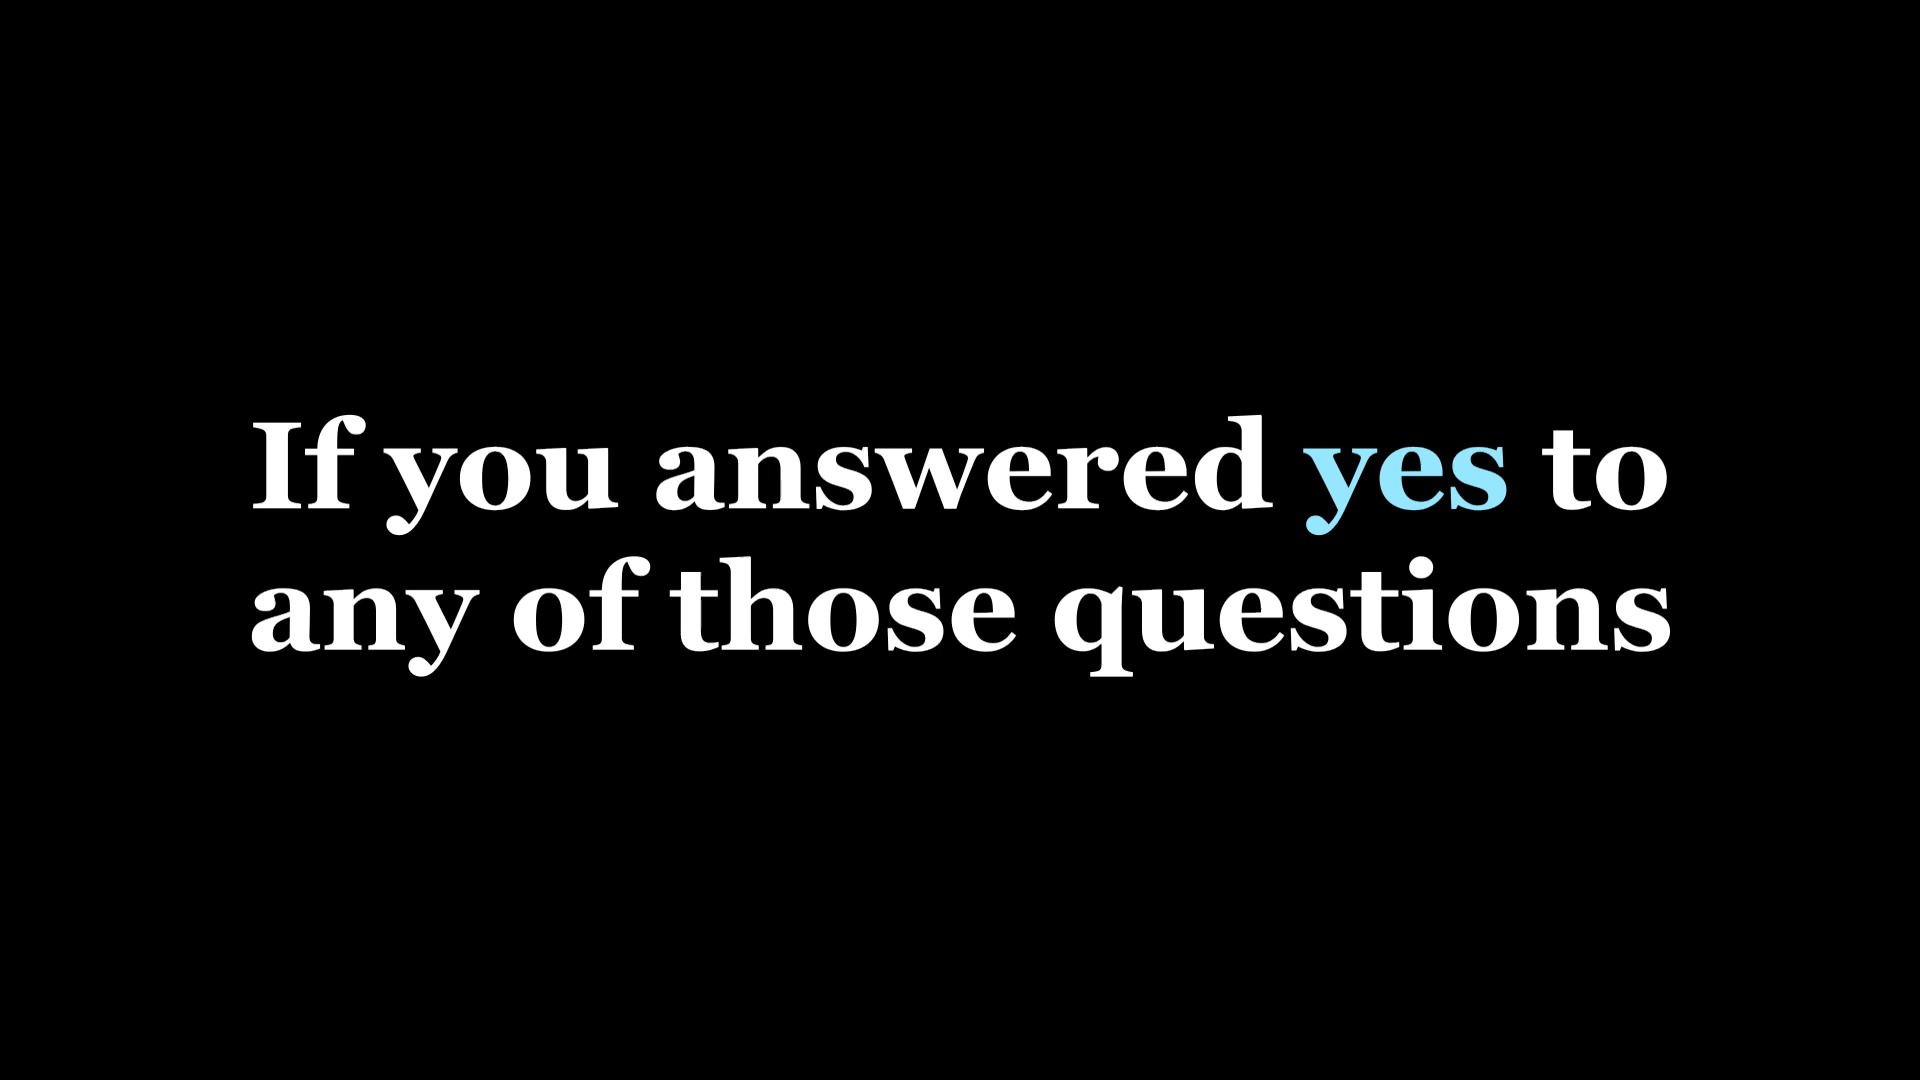 If you answered yes to
any of those questions